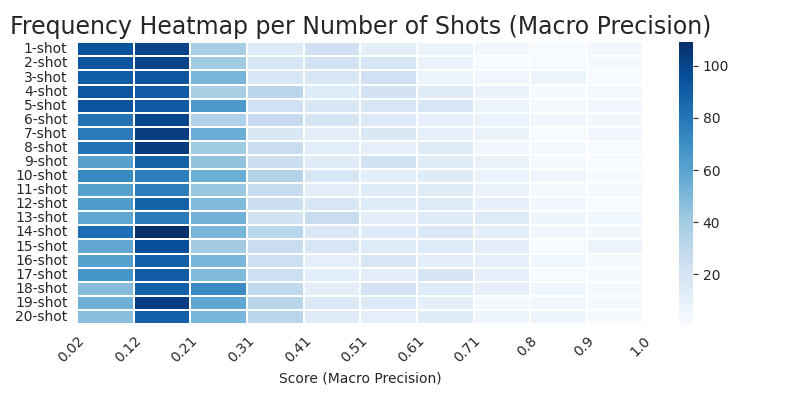 Frequency Heatmap per Number of Shots (Macro Precision)
1-shot
2-shot
3-shot
4-shot
5-shot
6-shot
7-shot
8-shot
9-shot
10-shot
11-shot
12-shot
13-shot
14-shot
15-shot
16-shot
17-shot
18-shot
19-shot
20-shot
0.02 0.12 0.21 0.31 0.41 0.51 0.61 0.71 0.8 0.9 1.0
Score (Macro Precision)
100
80
60
40
20